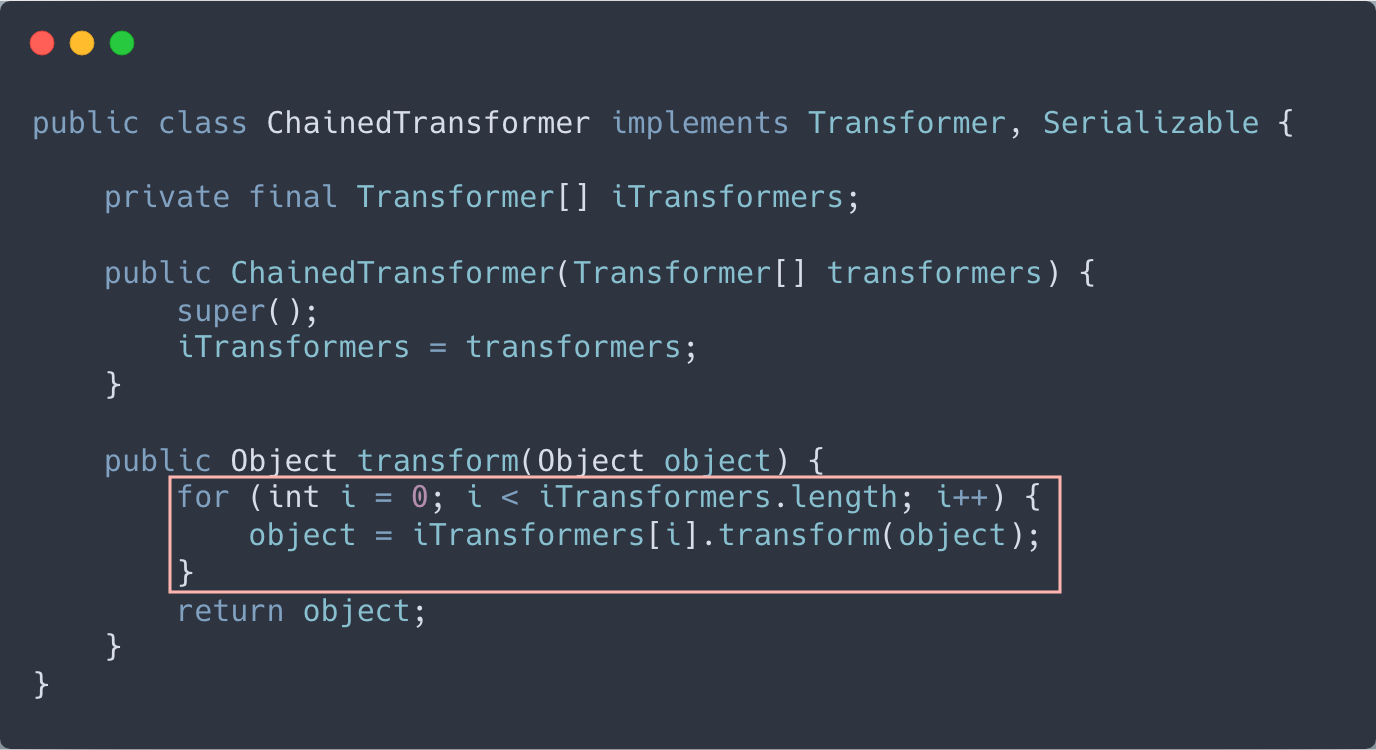 public class ChainedTransformer implements Transformer, Serializable {
    private final Transformer[] iTransformers;
    public ChainedTransformer(Transformer[] transformers) {
        super();
        iTransformers = transformers;
    }
    public Object transform(Object object) {
        for (int i = 0; i < iTransformers.length; i++) {
            object = iTransformers[i].transform(object);
        }
        return object;
    }
}